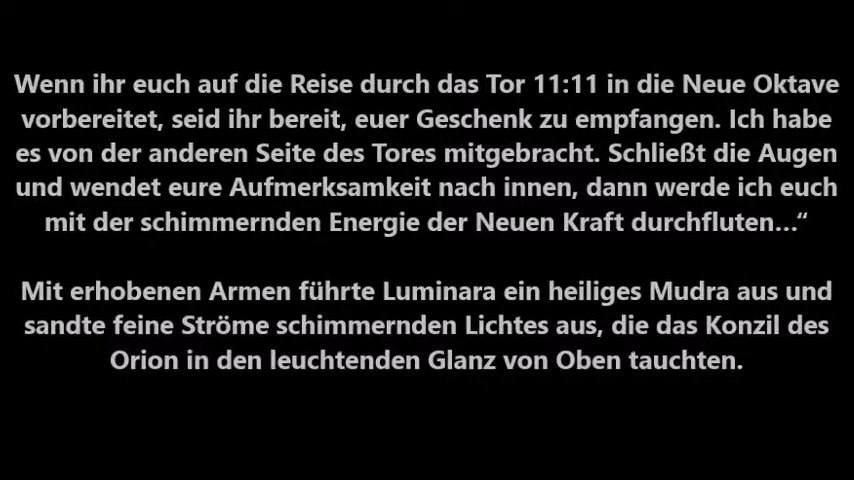 Wenn ihr euch auf die Reise durch das Tor 11:11 in die Neue Oktave
vorbereitet, seid ihr bereit, euer Geschenk zu empfangen. Ich habe
es von der anderen Seite des Tores mitgebracht. Schließt die Augen
und wendet eure Aufmerksamkeit nach innen, dann werde ich euch
mit der schimmernden Energie der Neuen Kraft durchfluten…“
Mit erhobenen Armen führte Luminara ein heiliges Mudra aus und
sandte feine Ströme schimmernden Lichtes aus, die das Konzil des
Orion in den leuchtenden Glanz von Oben tauchten.